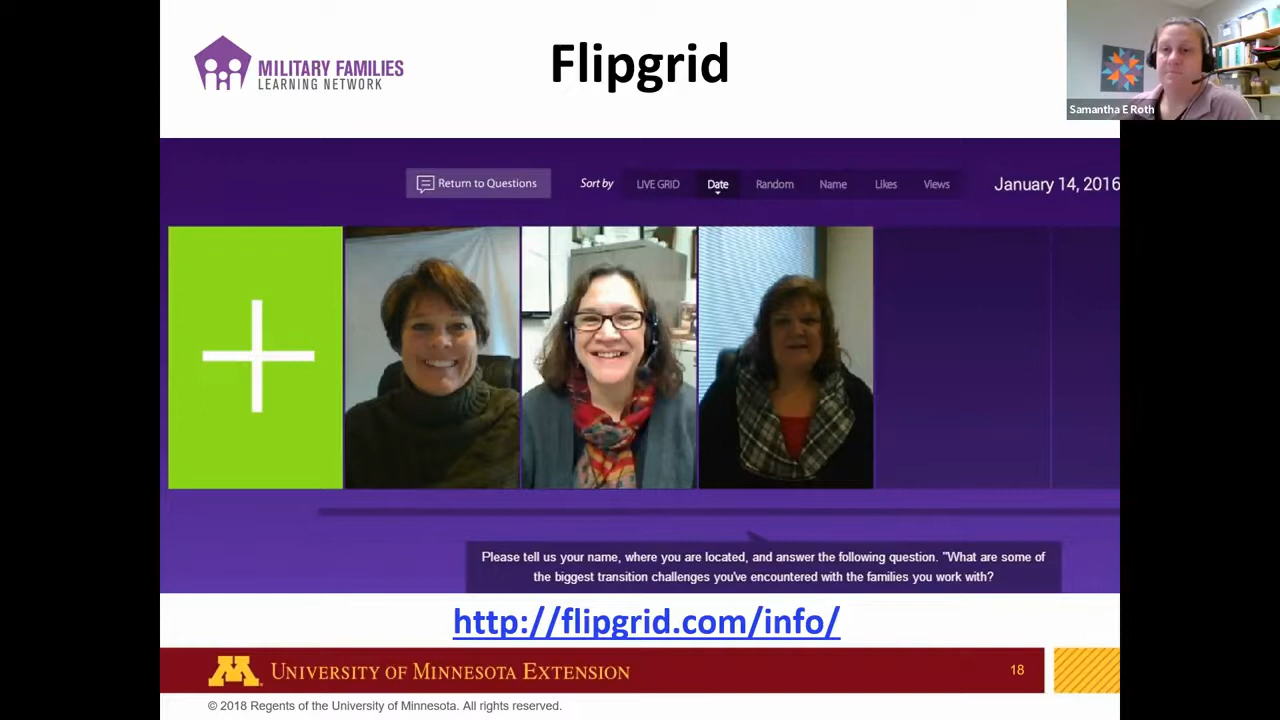 MILITARY FAMILIES
LEARNING NETWORK
Flipgrid
Samantha E Roth
Return to Questions
Sort by
LIVE GRID
Date
Random
Name
Likes
Views
January 14, 2016
Please tell us your name, where you are located, and answer the following question. "What are some of
the biggest transition challenges you've encountered with the families you work with?
http://flipgrid.com/info/
M
UNIVERSITY OF MINNESOTA EXTENSION
18
© 2018 Regents of the University of Minnesota. All rights reserved.